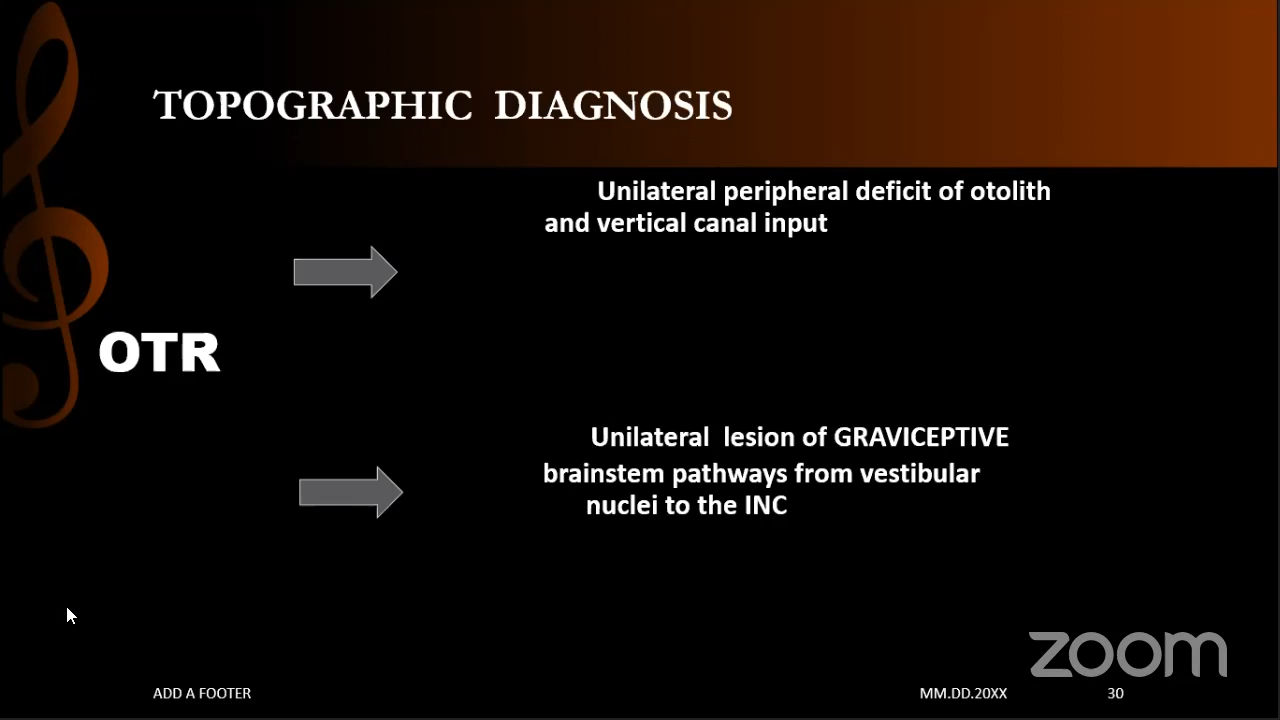 TOPOGRAPHIC DIAGNOSIS
Unilateral peripheral deficit of otolith
and vertical canal input
OTR
Unilateral lesion of GRAVICEPTIVE
brainstem pathways from vestibular
nuclei to the INC
zoom
ADD A FOOTER
MM.DD.20XX
30